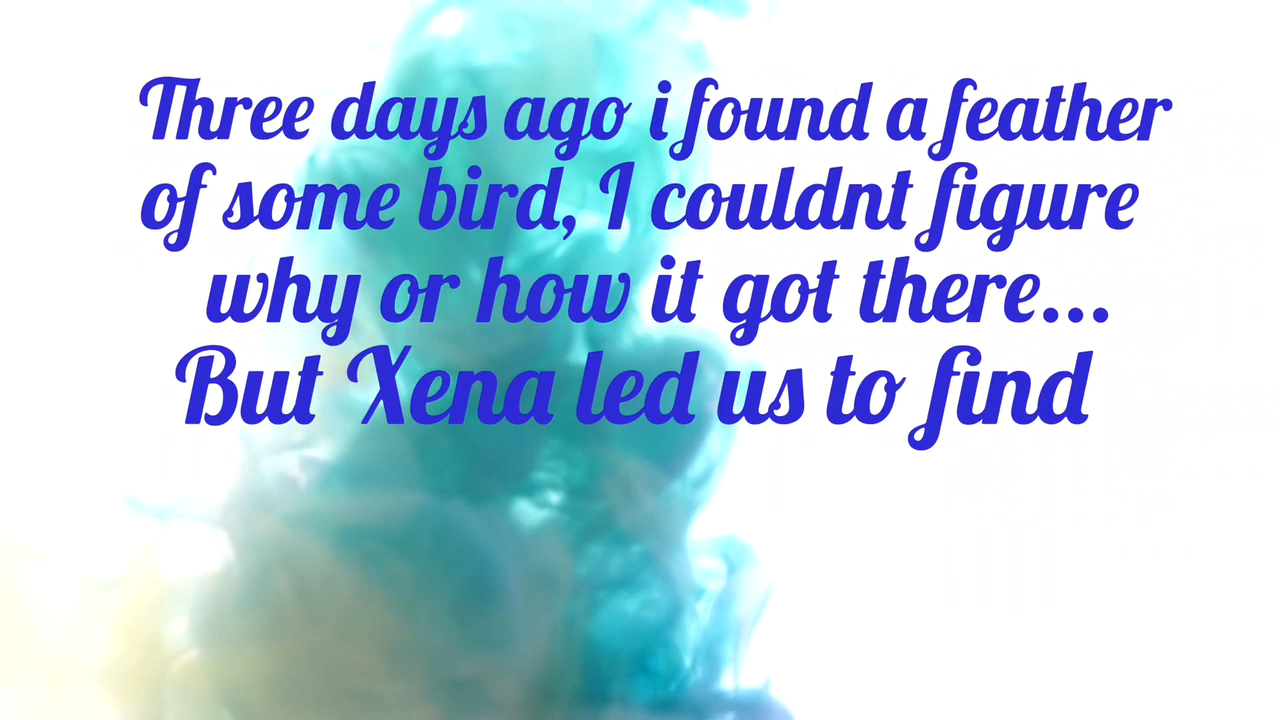 Three days ago i found a feather
of some bird, I couldnt figure
why or how it got there...
But Xena led us to find